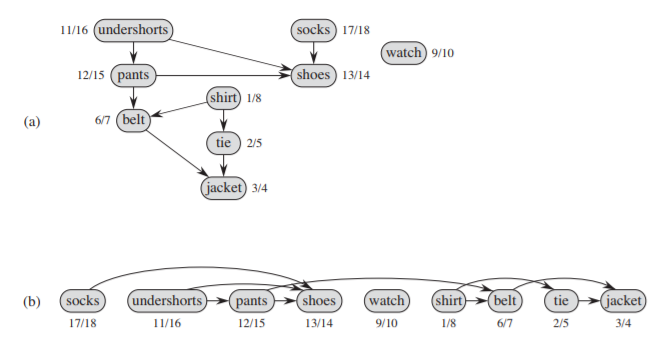 11/16 undershorts socks 17/18
watch 9/10
12/15 pants shoes 13/14
shirt 1/8
(a) 6/7 belt
tie 2/5
jacket 3/4
(b) socks undershorts pants shoes watch shirt belt tie jacket
17/18 11/16 12/15 13/14 9/10 1/8 6/7 2/5 3/4